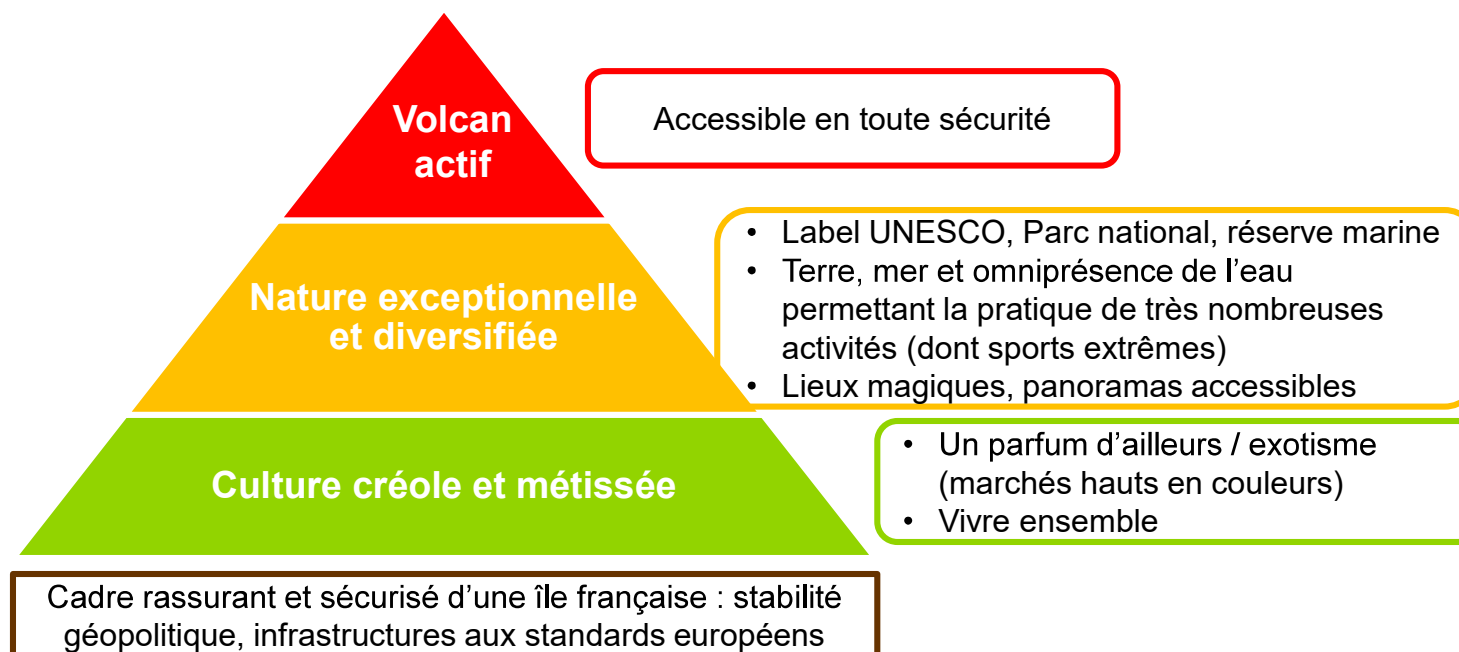 Volcan
actif
Accessible en toute sécurité
Nature exceptionnelle
et diversifiée
• Label UNESCO, Parc national, réserve marine
• Terre, mer et omniprésence de l’eau
permettant la pratique de très nombreuses
activités (dont sports extrêmes)
• Lieux magiques, panoramas accessibles
Culture créole et métissée
• Un parfum d’ailleurs / exotisme
(marchés hauts en couleurs)
• Vivre ensemble
Cadre rassurant et sécurisé d’une île française : stabilité
géopolitique, infrastructures aux standards européens